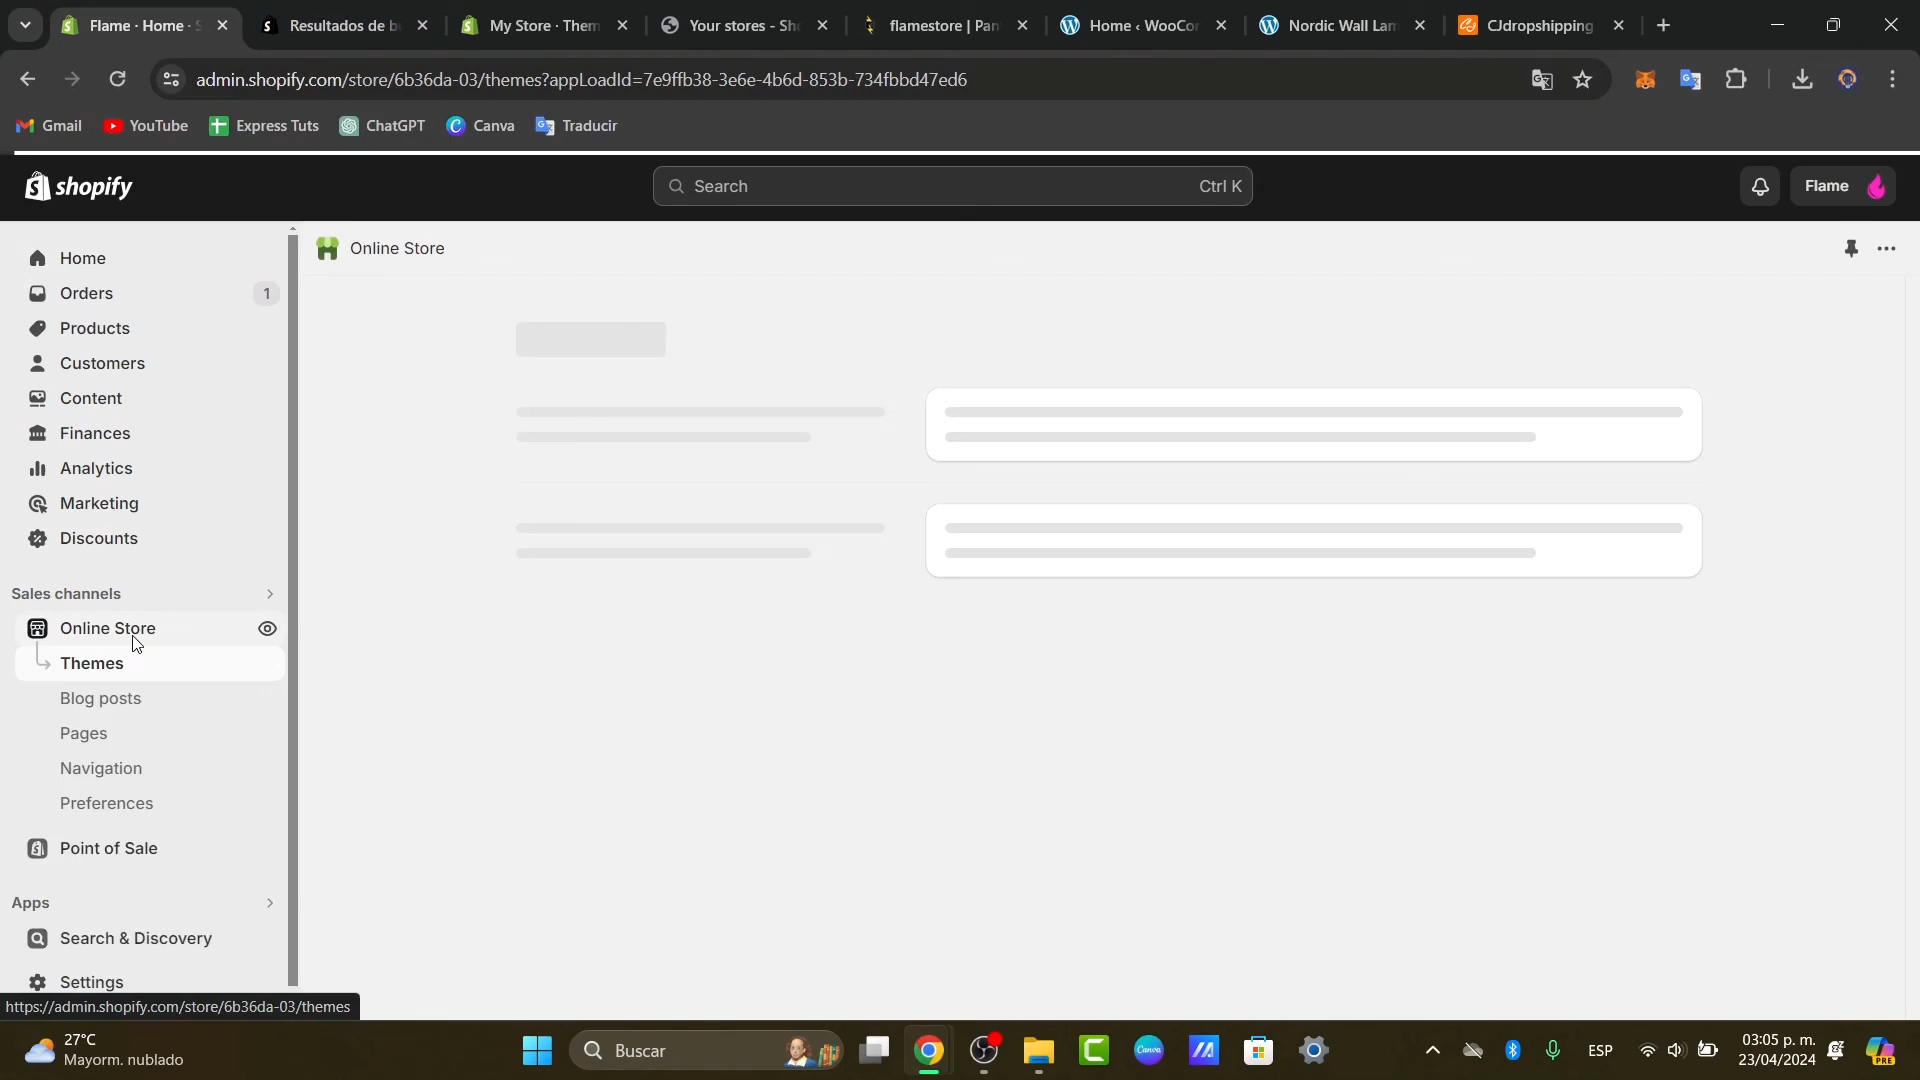 Flame · Home · S
Resultados de b
My Store · Them
Your stores - Sh
flamestore | Pan
Home ‹ WooCor
Nordic Wall Lam
CJdropshipping
admin.shopify.com/store/6b36da-03/themes?appLoadId=7e9ffb38-3e6e-4b6d-853b-734fbbd47ed6
Gmail
YouTube
Express Tuts
ChatGPT
Canva
Traducir
shopify
Search
Ctrl K
Flame
Home
Orders
1
Products
Customers
Content
Finances
Analytics
Marketing
Discounts
Sales channels
Online Store
Themes
Blog posts
Pages
Navigation
Preferences
Point of Sale
Apps
Search & Discovery
Settings
Online Store
https://admin.shopify.com/store/6b36da-03/themes
27°C
Mayorm. nublado
Buscar
Canva
ESP
03:05 p. m.
23/04/2024
PRE